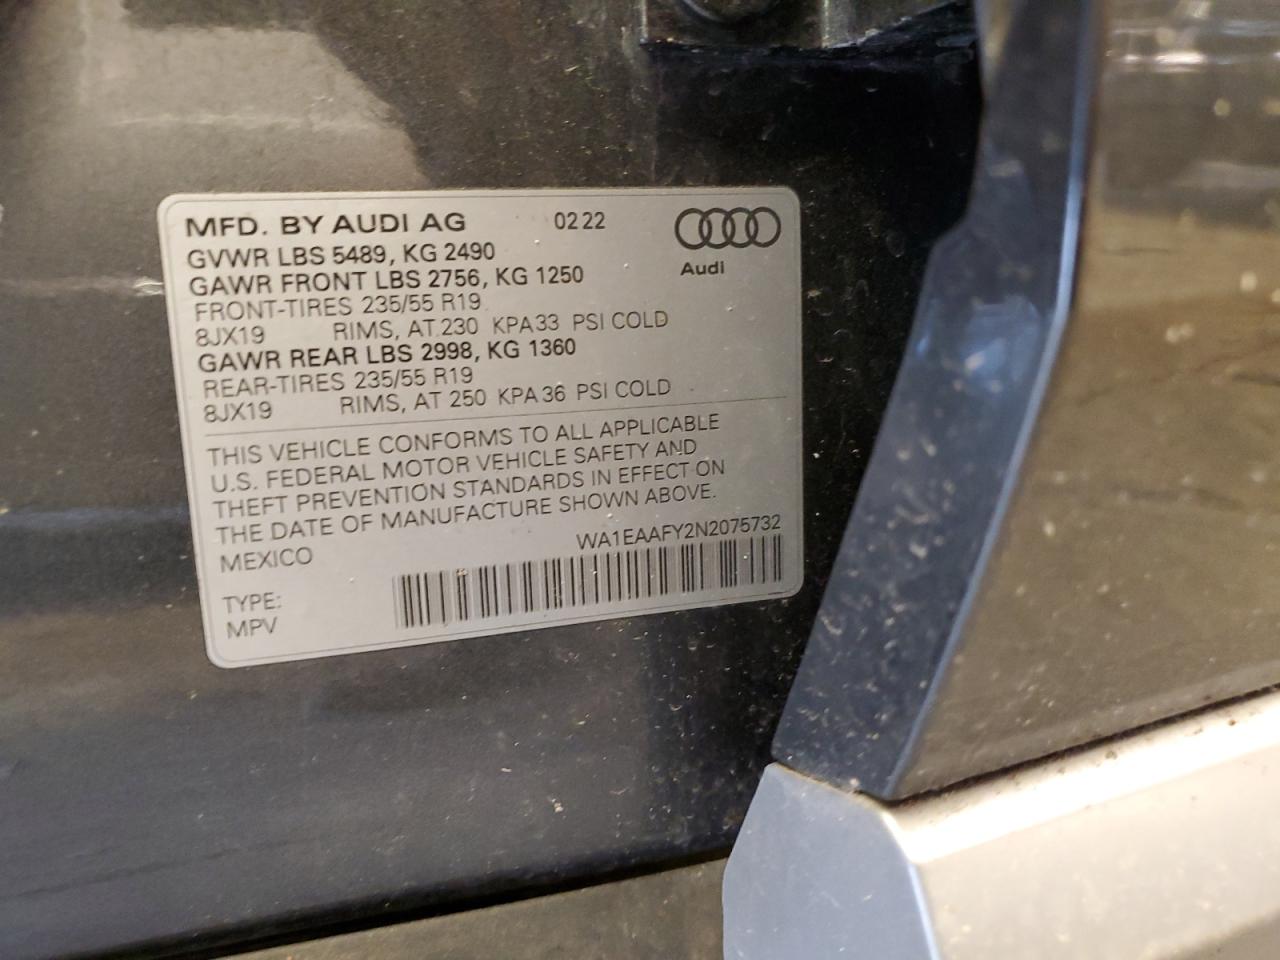 MFD. BY AUDI AG 02 22
Audi
GVWR LBS 5489, KG 2490
GAWR FRONT LBS 2756, KG 1250
FRONT-TIRES 235/55 R19
8JX19 RIMS, AT 230 KPA 33 PSI COLD
GAWR REAR LBS 2998, KG 1360
REAR-TIRES 235/55 R19
8JX19 RIMS, AT 250 KPA 36 PSI COLD
THIS VEHICLE CONFORMS TO ALL APPLICABLE
U.S. FEDERAL MOTOR VEHICLE SAFETY AND
THEFT PREVENTION STANDARDS IN EFFECT ON
THE DATE OF MANUFACTURE SHOWN ABOVE.
MEXICO WA1EAAFY2N2075732
TYPE:
MPV